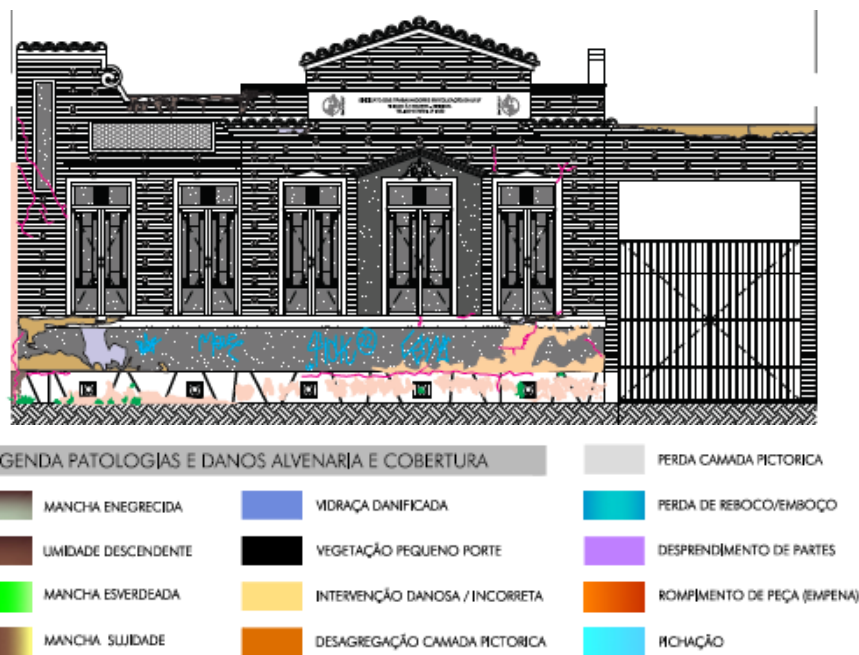 GENDA PATOLOGIAS E DANOS ALVENARIA E COBERTURA
MANCHA ENEGRECIDA
UMIDADE DESCENDENTE
MANCHA ESVERDEADA
MANCHA SUJIDADE
VIDRAÇA DANIFICADA
VEGETAÇÃO PEQUENO PORTE
INTERVENÇÃO DANOSA / INCORRETA
DESAGREGAÇÃO CAMADA PICTORICA
PERDA CAMADA PICTORICA
PERDA DE REBOCO/EMBOÇO
DESPRENDIMENTO DE PARTES
ROMPIMENTO DE PEÇA (EMPENA)
PICHAÇÃO